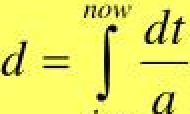 d = ∫ now dt
a